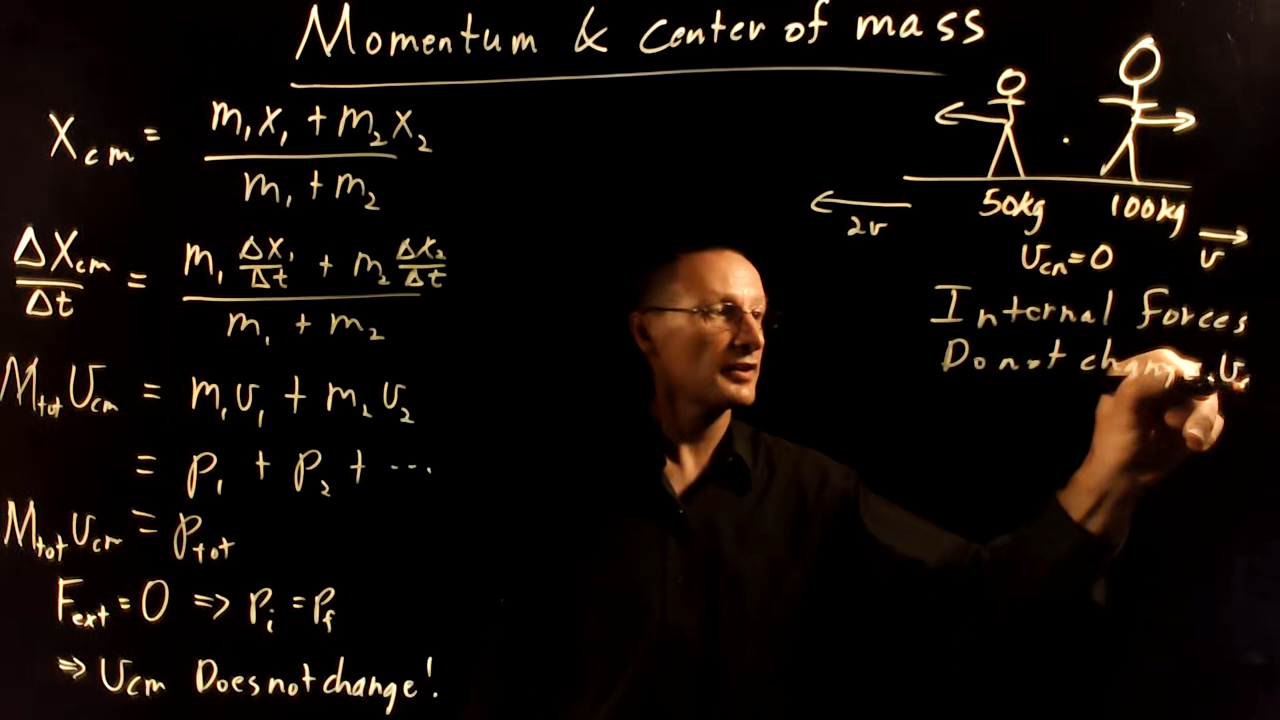 Momentum & Center of mass
Xcm = (m₁x₁ + m₂x₂) / (m₁ + m₂)
ΔXcm/Δt = (m₁ Δx₁/Δt + m₂ Δx₂/Δt) / (m₁ + m₂)
Mtot vcm = m₁v₁ + m₂v₂
= p₁ + p₂ + ...
Mtot vcm = ptot
Fext = 0 ⇒ pᵢ = pf
⇒ vcm Does not change!
50kg 100kg
2v
v
vcm = 0
Internal forces
Do not change v